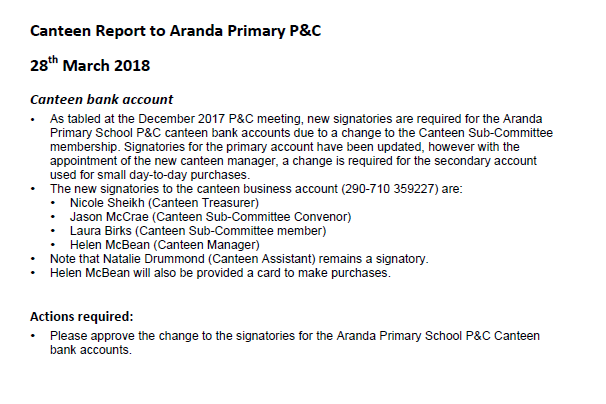 Canteen Report to Aranda Primary P&C
28th March 2018
Canteen bank account
• As tabled at the December 2017 P&C meeting, new signatories are required for the Aranda
Primary School P&C canteen bank accounts due to a change to the Canteen Sub-Committee
membership. Signatories for the primary account have been updated, however with the
appointment of the new canteen manager, a change is required for the secondary account
used for small day-to-day purchases.
• The new signatories to the canteen business account (290-710 359227) are:
• Nicole Sheikh (Canteen Treasurer)
• Jason McCrae (Canteen Sub-Committee Convenor)
• Laura Birks (Canteen Sub-Committee member)
• Helen McBean (Canteen Manager)
• Note that Natalie Drummond (Canteen Assistant) remains a signatory.
• Helen McBean will also be provided a card to make purchases.
Actions required:
• Please approve the change to the signatories for the Aranda Primary School P&C Canteen
bank accounts.